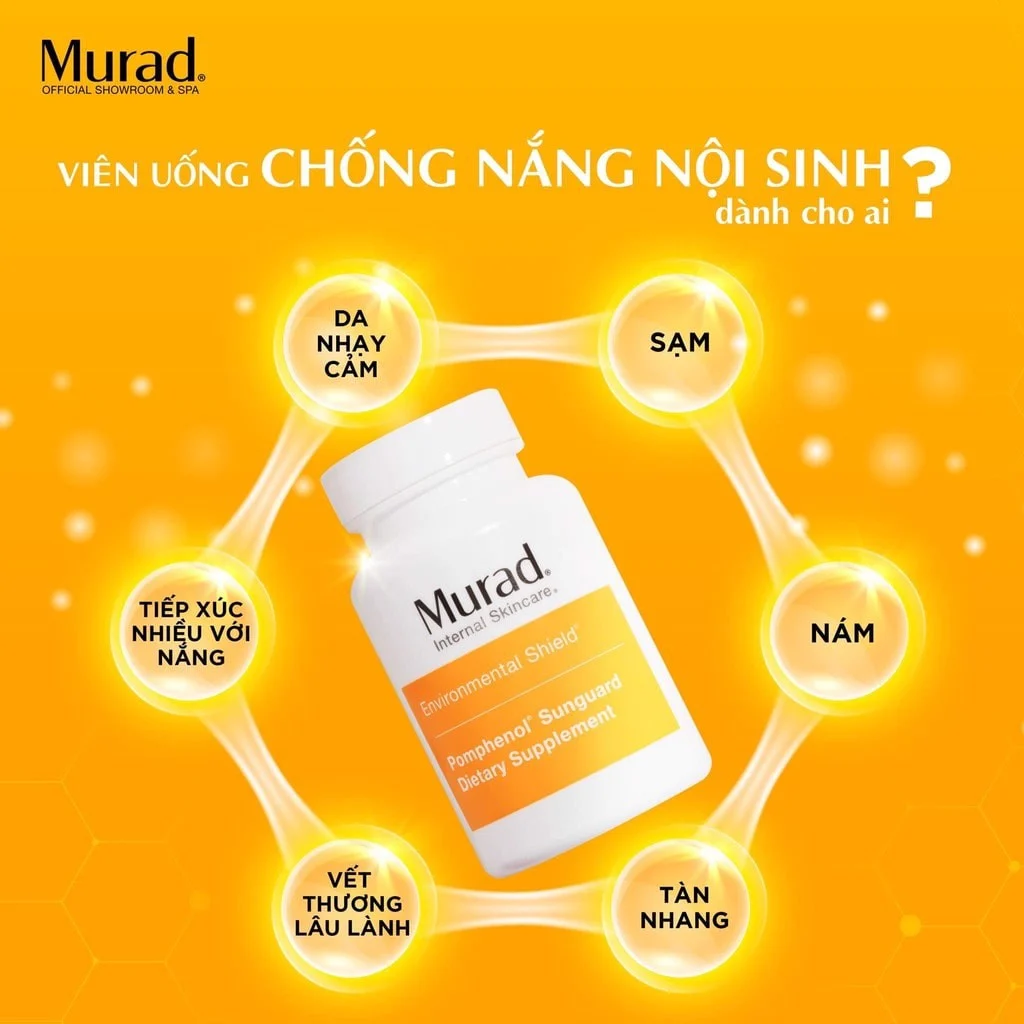 Murad®
OFFICIAL SHOWROOM & SPA
VIÊN UỐNG CHỐNG NẮNG NỘI SINH ?
dành cho ai
DA
NHẠY
CẢM
SẠM
TIẾP XÚC
NHIỀU VỚI
NẮNG
NÁM
Murad®
Internal Skincare®
Environmental Shield®
Pomphenol® Sunguard
Dietary Supplement
VẾT
THƯƠNG
LÂU LÀNH
TÀN
NHANG